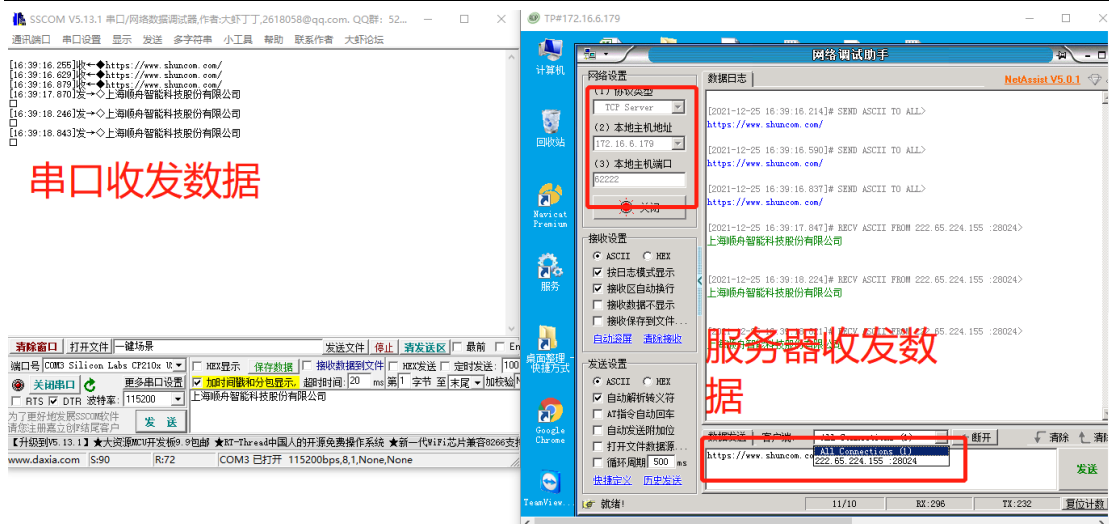 SSCOM V5.13.1 串口/网络数据调试器,作者:大虾丁丁,2618058@qq.com. QQ群: 52...
通讯端口 串口设置 显示 发送 多字符串 小工具 帮助 联系作者 大虾论坛
[16:39:16.255]收←◆https://www.shuncom.com/
[16:39:16.629]收←◆https://www.shuncom.com/
[16:39:16.879]收←◆https://www.shuncom.com/
[16:39:17.870]发→◇上海顺舟智能科技股份有限公司
□
[16:39:18.246]发→◇上海顺舟智能科技股份有限公司
□
[16:39:18.843]发→◇上海顺舟智能科技股份有限公司
□
串口收发数据
清除窗口 打开文件 一键场景 发送文件 停止 清发送区 最前 En
端口号 COM3 Silicon Labs CP210x U HEX显示 保存数据 接收数据到文件 HEX发送 定时发送: 100
关闭串口 更多串口设置 加时间戳和分包显示, 超时时间: 20 ms 第1 字节 至 末尾 加校验
RTS DTR 波特率: 115200 上海顺舟智能科技股份有限公司
为了更好地发展SSCOM软件
请您注册嘉立创F结尾客户
发 送
【升级到V5.13.1】★大资源MCU开发板9.9包邮 ★RT-Thread中国人的开源免费操作系统 ★新一代WiFi芯片兼容8266支持
www.daxia.com S:90 R:72 COM3 已打开 115200bps,8,1,None,None
TP#172.16.6.179
计算机
回收站
Navicat
Premium
服务
桌面整理_
快捷方式
Google
Chrome
TeamView...
网络调试助手
网络设置
(1) 协议类型
TCP Server
(2) 本地主机地址
172.16.6.179
(3) 本地主机端口
62222
关闭
接收设置
ASCII HEX
按日志模式显示
接收区自动换行
接收数据不显示
接收保存到文件...
自动滚屏 清除接收
发送设置
ASCII HEX
自动解析转义符
AT指令自动回车
自动发送附加位
打开文件数据源...
循环周期 500 ms
快捷定义 历史发送
数据日志 NetAssist V5.0.1
[2021-12-25 16:39:16.214]# SEND ASCII TO ALL>
https://www.shuncom.com/
[2021-12-25 16:39:16.590]# SEND ASCII TO ALL>
https://www.shuncom.com/
[2021-12-25 16:39:16.837]# SEND ASCII TO ALL>
https://www.shuncom.com/
[2021-12-25 16:39:17.847]# RECV ASCII FROM 222.65.224.155 :28024>
上海顺舟智能科技股份有限公司
[2021-12-25 16:39:18.224]# RECV ASCII FROM 222.65.224.155 :28024>
上海顺舟智能科技股份有限公司
服务器收发数
据
数据发送 客户端: All Connections (1) 断开 清除 清除
https://www.shuncom.co
All Connections (1)
222.65.224.155 :28024
发送
就绪! 11/10 RX:296 TX:232 复位计数